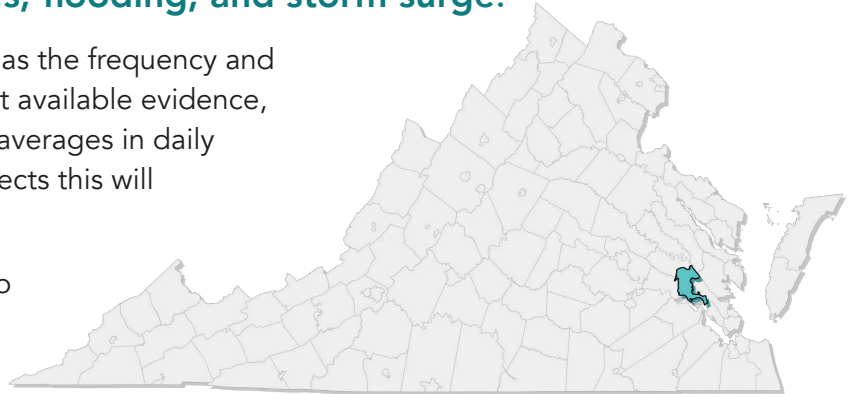 s, flooding, and storm surge.
as the frequency and
t available evidence,
averages in daily
ects this will
o